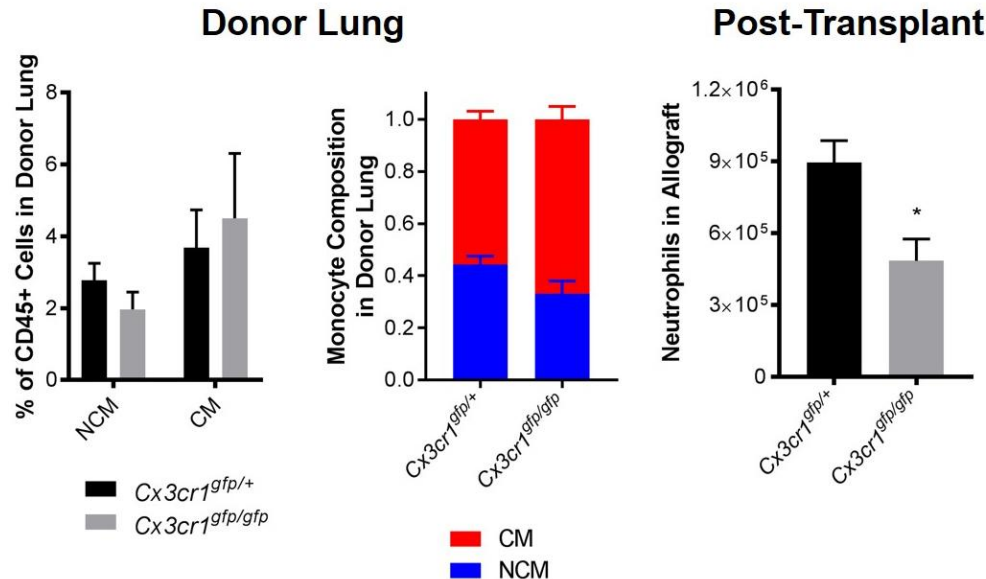 Donor Lung
Post-Transplant
% of CD45+ Cells in Donor Lung
8
6
4
2
0
NCM
CM
Cx3cr1gfp/+
Cx3cr1gfp/gfp
Monocyte Composition
in Donor Lung
1.0
0.8
0.6
0.4
0.2
0.0
Cx3cr1gfp/+
Cx3cr1gfp/gfp
CM
NCM
Neutrophils in Allograft
1.2×10⁶
9×10⁵
6×10⁵
3×10⁵
0
*
Cx3cr1gfp/+
Cx3cr1gfp/gfp